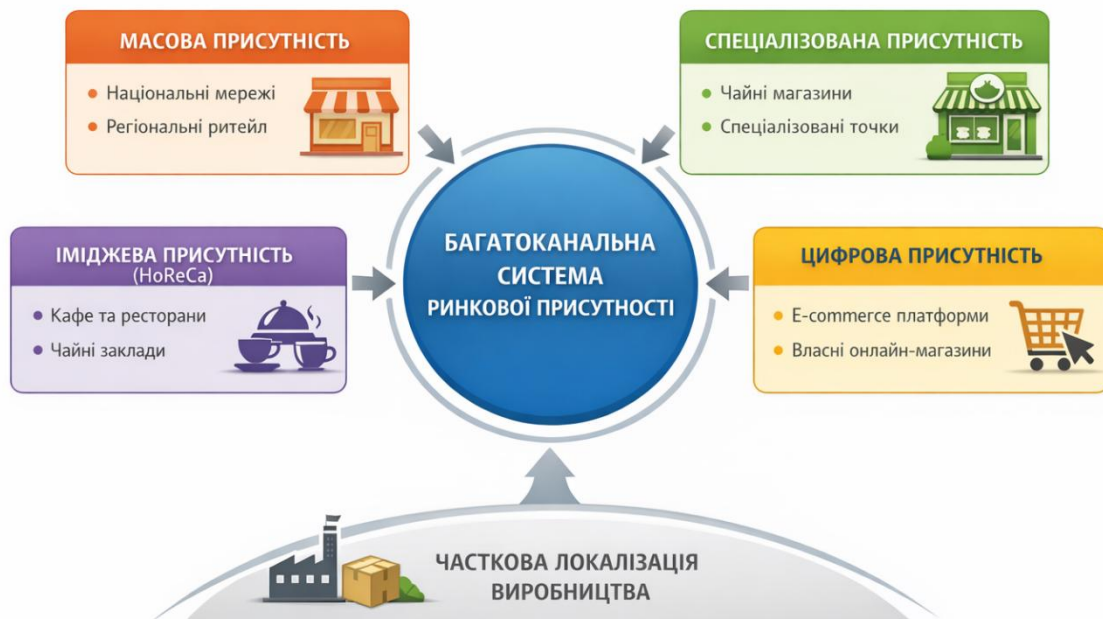 МАСОВА ПРИСУТНІСТЬ
Національні мережі
Регіональні ритейл
СПЕЦІАЛІЗОВАНА ПРИСУТНІСТЬ
Чайні магазини
Спеціалізовані точки
ІМІДЖЕВА ПРИСУТНІСТЬ
(HoReCa)
Кафе та ресторани
Чайні заклади
БАГАТОКАНАЛЬНА
СИСТЕМА
РИНКОВОЇ ПРИСУТНОСТІ
ЦИФРОВА ПРИСУТНІСТЬ
E-commerce платформи
Власні онлайн-магазини
ЧАСТКОВА ЛОКАЛІЗАЦІЯ
ВИРОБНИЦТВА